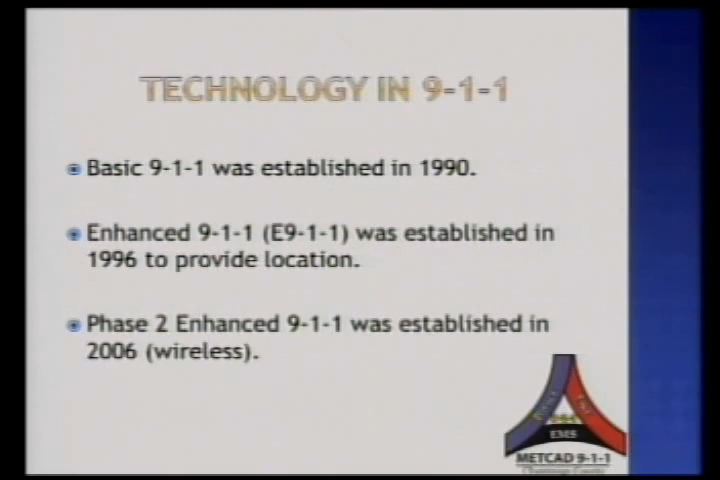 TECHNOLOGY IN 9-1-1
Basic 9-1-1 was established in 1990.
Enhanced 9-1-1 (E9-1-1) was established in
1996 to provide location.
Phase 2 Enhanced 9-1-1 was established in
2006 (wireless).
EMS
METCAD 9-1-1